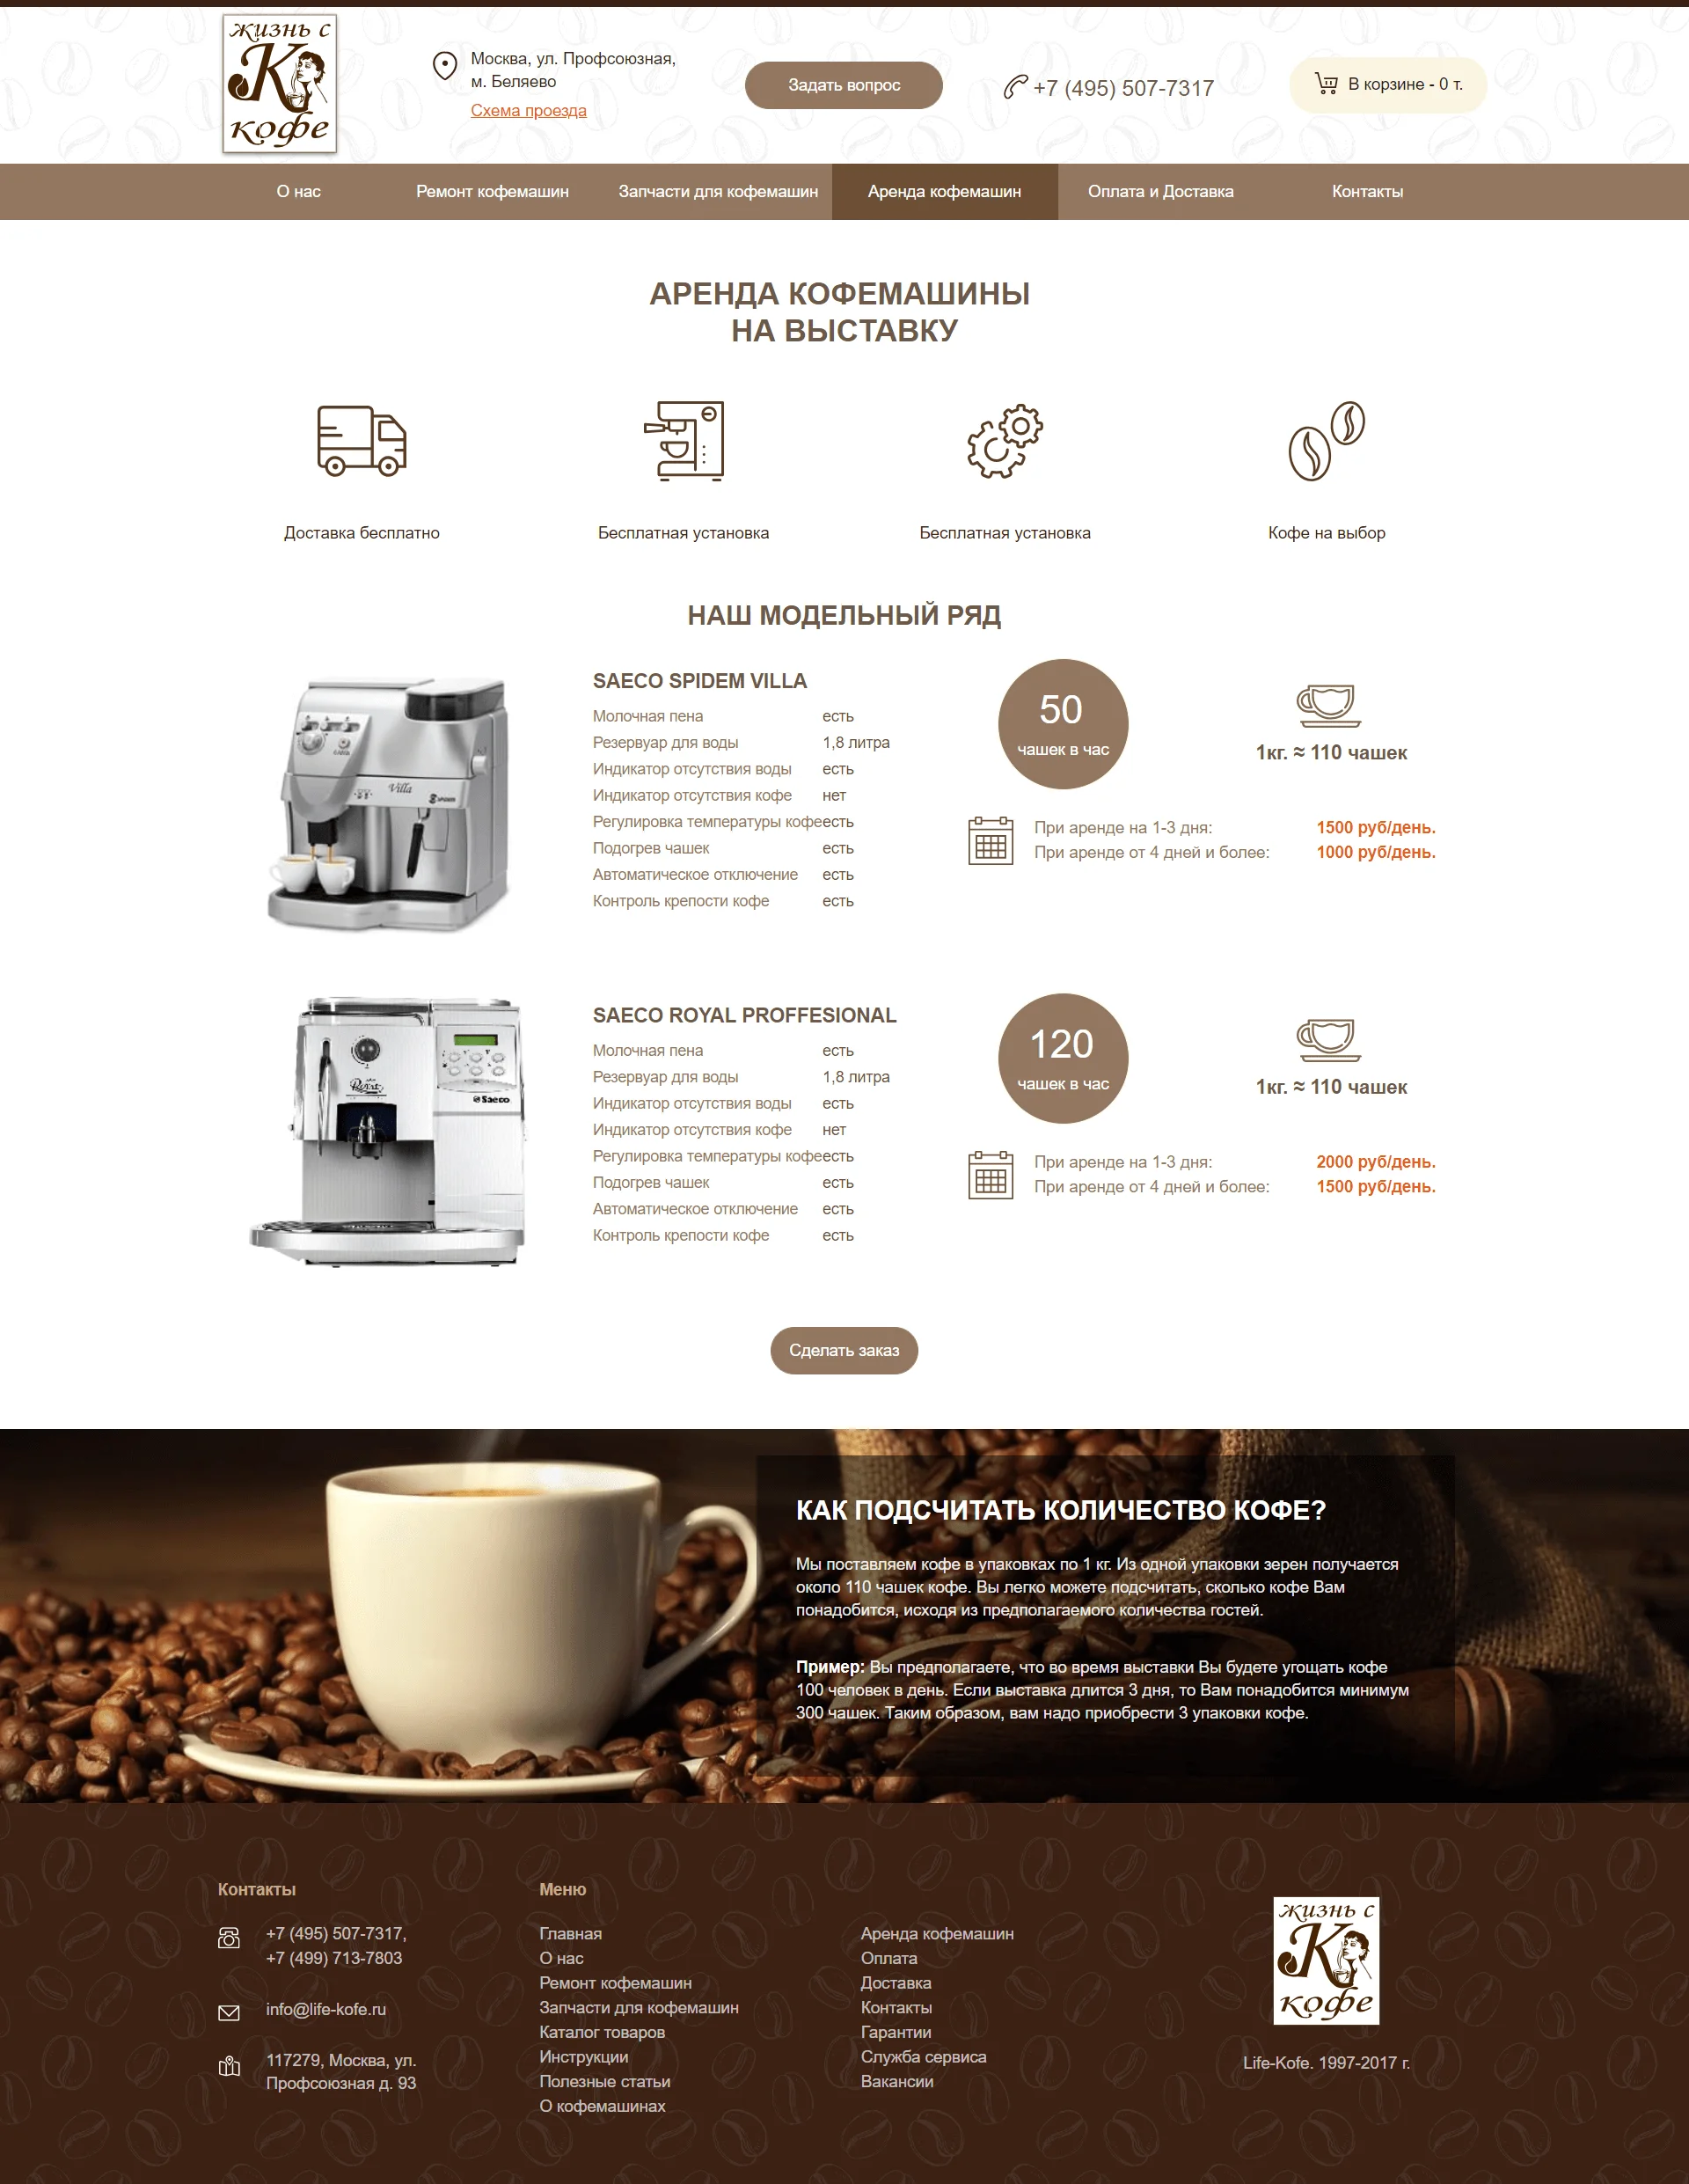 жизнь с
К
кофе
Москва, ул. Профсоюзная,
м. Беляево
Схема проезда
Задать вопрос
+7 (495) 507-7317
В корзине - 0 т.
О нас
Ремонт кофемашин
Запчасти для кофемашин
Аренда кофемашин
Оплата и Доставка
Контакты
АРЕНДА КОФЕМАШИНЫ
НА ВЫСТАВКУ
Доставка бесплатно
Бесплатная установка
Бесплатная установка
Кофе на выбор
НАШ МОДЕЛЬНЫЙ РЯД
Villa
SPIDEM
SAECO SPIDEM VILLA
Молочная пена есть
Резервуар для воды 1,8 литра
Индикатор отсутствия воды есть
Индикатор отсутствия кофе нет
Регулировка температуры кофе есть
Подогрев чашек есть
Автоматическое отключение есть
Контроль крепости кофе есть
50
чашек в час
1кг. ≈ 110 чашек
При аренде на 1-3 дня: 1500 руб/день.
При аренде от 4 дней и более: 1000 руб/день.
Royal
Saeco
SAECO ROYAL PROFFESIONAL
Молочная пена есть
Резервуар для воды 1,8 литра
Индикатор отсутствия воды есть
Индикатор отсутствия кофе нет
Регулировка температуры кофе есть
Подогрев чашек есть
Автоматическое отключение есть
Контроль крепости кофе есть
120
чашек в час
1кг. ≈ 110 чашек
При аренде на 1-3 дня: 2000 руб/день.
При аренде от 4 дней и более: 1500 руб/день.
Сделать заказ
КАК ПОДСЧИТАТЬ КОЛИЧЕСТВО КОФЕ?
Мы поставляем кофе в упаковках по 1 кг. Из одной упаковки зерен получается
около 110 чашек кофе. Вы легко можете подсчитать, сколько кофе Вам
понадобится, исходя из предполагаемого количества гостей.
Пример: Вы предполагаете, что во время выставки Вы будете угощать кофе
100 человек в день. Если выставка длится 3 дня, то Вам понадобится минимум
300 чашек. Таким образом, вам надо приобрести 3 упаковки кофе.
Контакты
+7 (495) 507-7317,
+7 (499) 713-7803
info@life-kofe.ru
117279, Москва, ул.
Профсоюзная д. 93
Меню
Главная
О нас
Ремонт кофемашин
Запчасти для кофемашин
Каталог товаров
Инструкции
Полезные статьи
О кофемашинах
Аренда кофемашин
Оплата
Доставка
Контакты
Гарантии
Служба сервиса
Вакансии
жизнь с
К
кофе
Life-Kofe. 1997-2017 г.